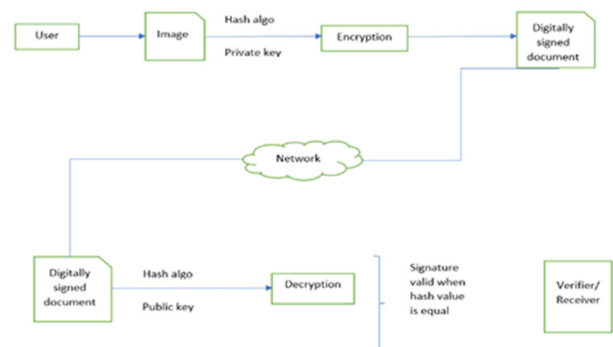 User
Image
Hash algo
Private key
Encryption
Digitally
signed
document
Network
Digitally
signed
document
Hash algo
Public key
Decryption
Signature
valid when
hash value
is equal
Verifier/
Receiver